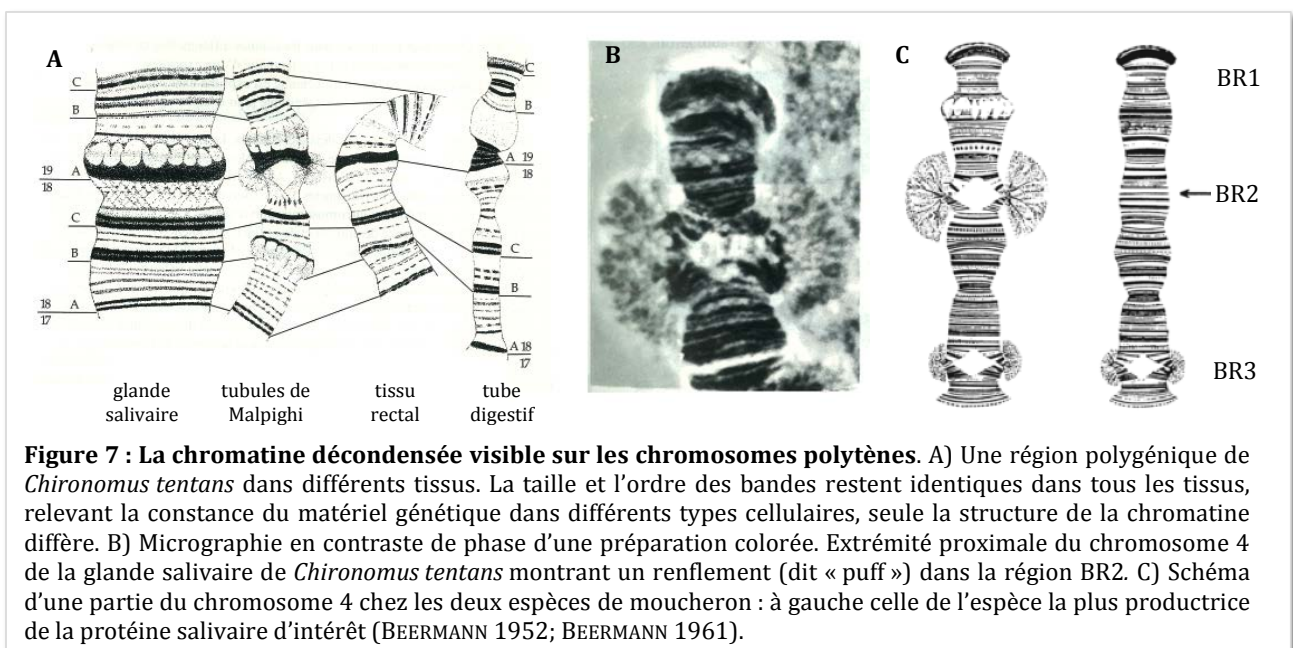 A
B
C
C
B
19
18
A
C
B
18
17
A
C
B
A
19
18
C
B
A
18
17
BR1
BR2
BR3
glande
salivaire
tubules de
Malpighi
tissu
rectal
tube
digestif
Figure 7 : La chromatine décondensée visible sur les chromosomes polytènes. A) Une région polygénique de
Chironomus tentans dans différents tissus. La taille et l’ordre des bandes restent identiques dans tous les tissus,
relevant la constance du matériel génétique dans différents types cellulaires, seule la structure de la chromatine
diffère. B) Micrographie en contraste de phase d’une préparation colorée. Extrémité proximale du chromosome 4
de la glande salivaire de Chironomus tentans montrant un renflement (dit « puff ») dans la région BR2. C) Schéma
d’une partie du chromosome 4 chez les deux espèces de moucheron : à gauche celle de l’espèce la plus productrice
de la protéine salivaire d’intérêt (BEERMANN 1952; BEERMANN 1961).